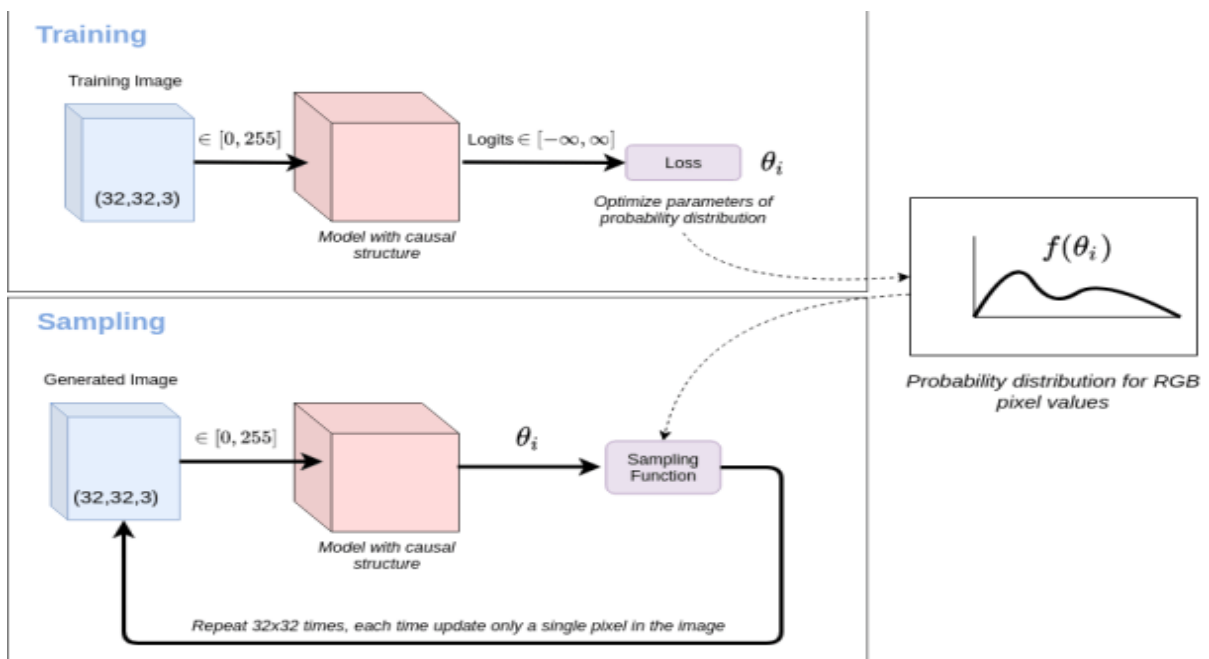 Training
Training Image
∈ [0, 255]
(32,32,3)
Model with causal
structure
Logits ∈ [−∞, ∞]
Loss
θᵢ
Optimize parameters of
probability distribution
f(θᵢ)
Probability distribution for RGB
pixel values
Sampling
Generated Image
∈ [0, 255]
(32,32,3)
Model with causal
structure
θᵢ
Sampling
Function
Repeat 32x32 times, each time update only a single pixel in the image